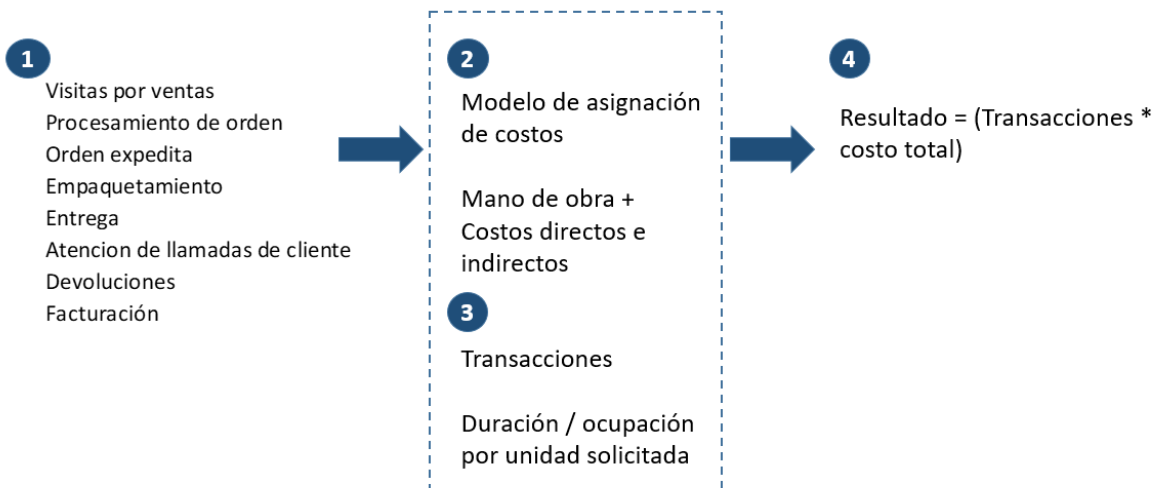 1
Visitas por ventas
Procesamiento de orden
Orden expedita
Empaquetamiento
Entrega
Atencion de llamadas de cliente
Devoluciones
Facturación
2
Modelo de asignación
de costos
Mano de obra +
Costos directos e
indirectos
3
Transacciones
Duración / ocupación
por unidad solicitada
4
Resultado = (Transacciones *
costo total)